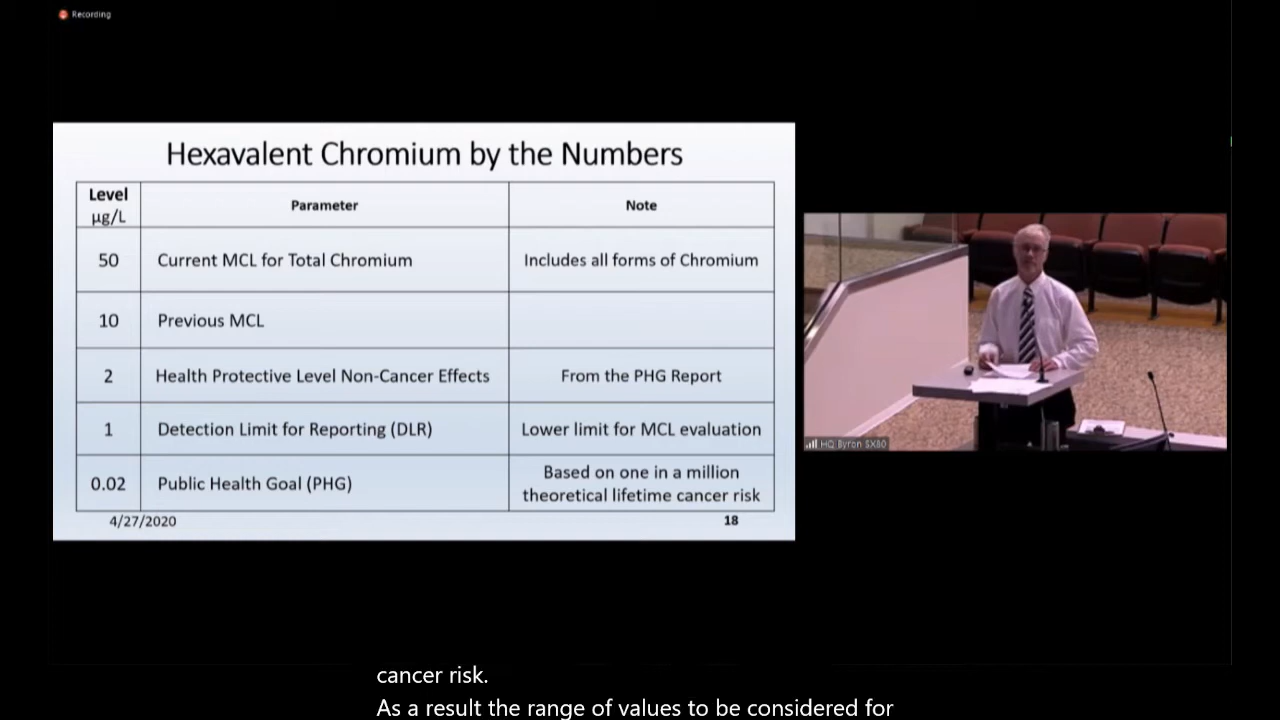 Recording
Hexavalent Chromium by the Numbers
Level
µg/L
Parameter
Note
50
Current MCL for Total Chromium
Includes all forms of Chromium
10
Previous MCL
2
Health Protective Level Non-Cancer Effects
From the PHG Report
1
Detection Limit for Reporting (DLR)
Lower limit for MCL evaluation
0.02
Public Health Goal (PHG)
Based on one in a million
theoretical lifetime cancer risk
4/27/2020
18
HQ Byron SX80
cancer risk.
As a result the range of values to be considered for